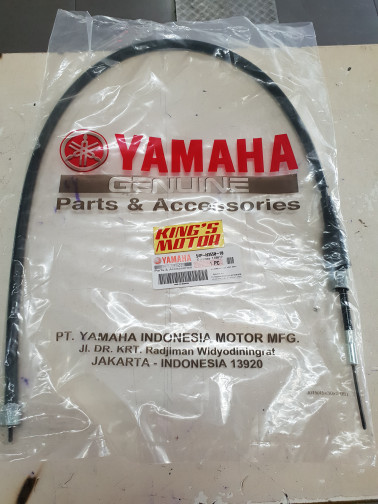 YAMAHA
GENUINE
Parts & Accessories
KING'S
MOTOR
YAMAHA
PT. YAMAHA INDONESIA MOTOR MFG.
Jl. DR. KRT. Radjiman Widyodiningrat
JAKARTA - INDONESIA 13920